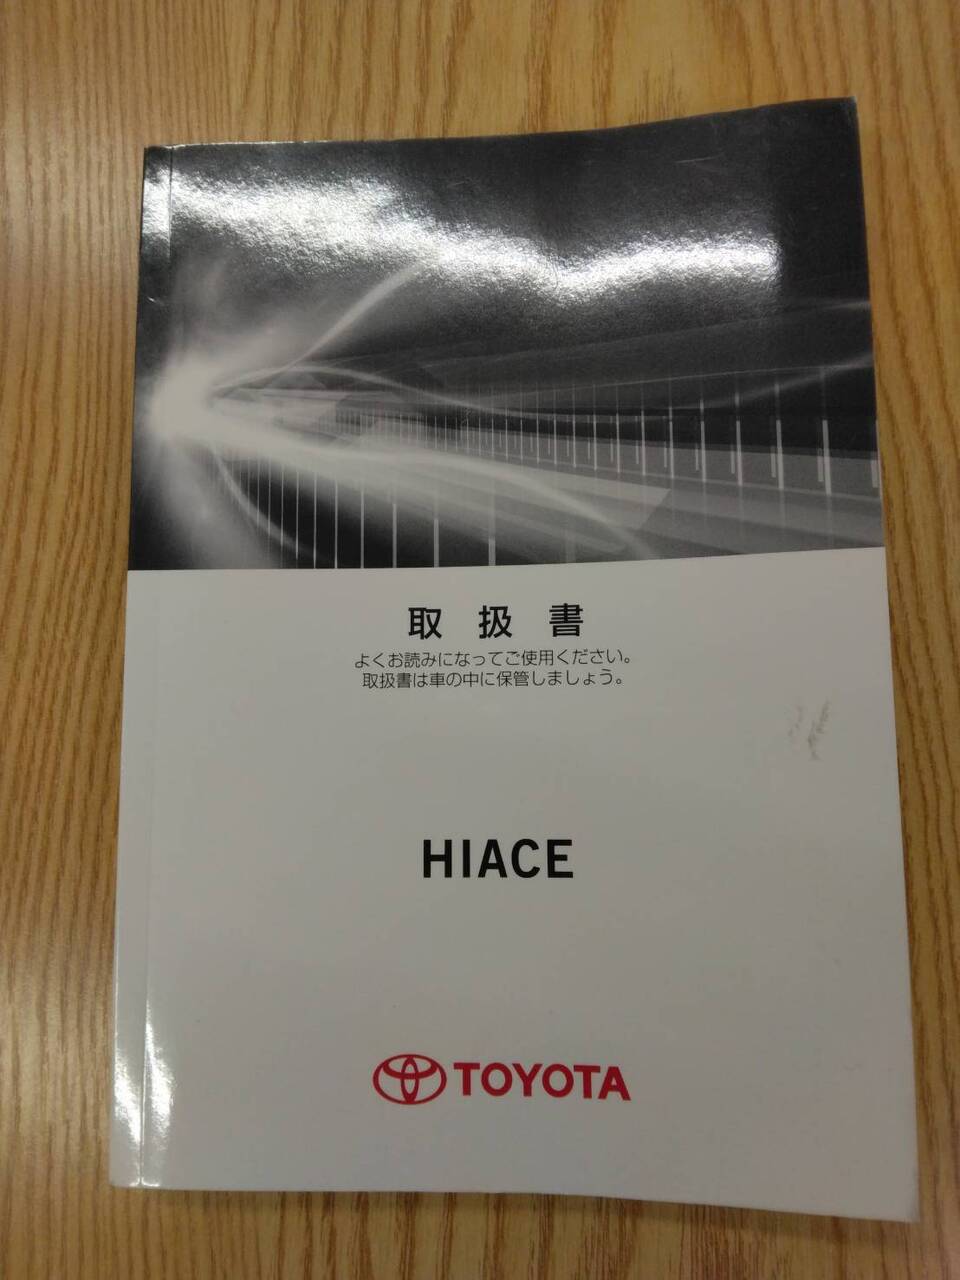 取扱書
よくお読みになってご使用ください。
取扱書は車の中に保管しましょう。
HIACE
TOYOTA